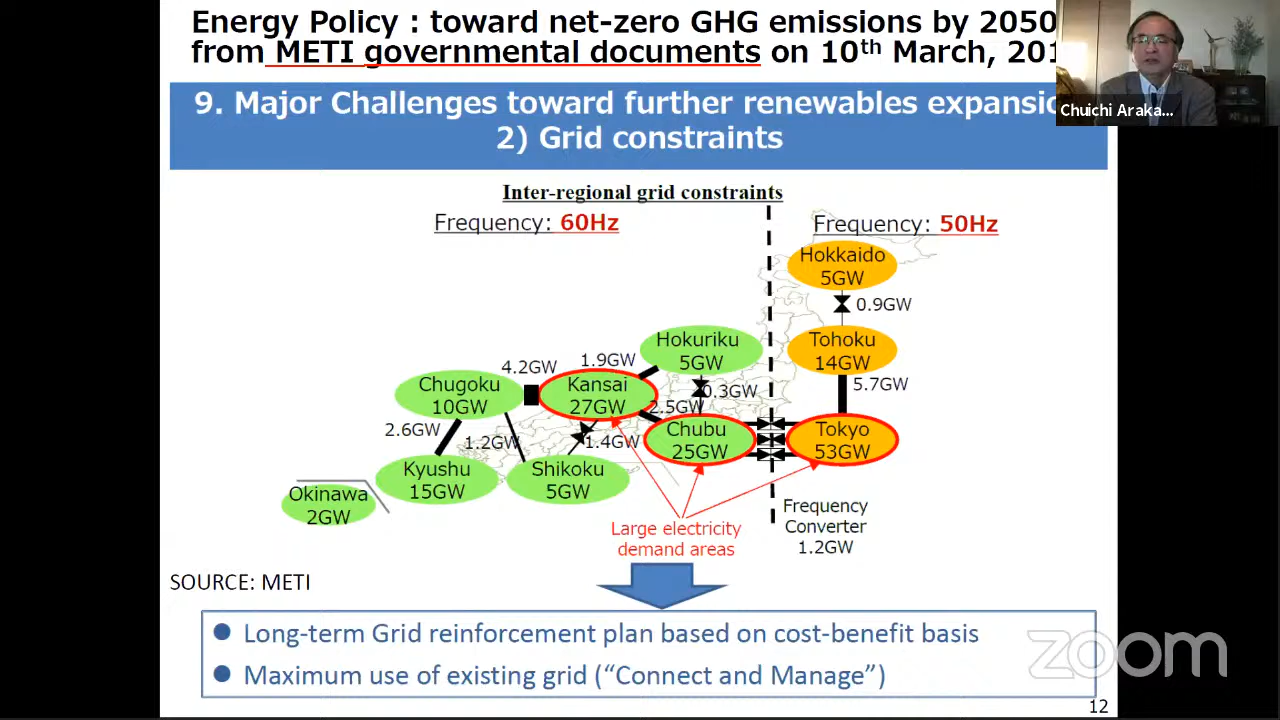 Energy Policy : toward net-zero GHG emissions by 2050
from METI governmental documents on 10th March, 201
Chuichi Araka...
9. Major Challenges toward further renewables expansio
2) Grid constraints
Inter-regional grid constraints
Frequency: 60Hz
Frequency: 50Hz
Hokkaido
5GW
0.9GW
Tohoku
14GW
5.7GW
Tokyo
53GW
Hokuriku
5GW
0.3GW
1.9GW
4.2GW
Kansai
27GW
2.5GW
Chubu
25GW
Chugoku
10GW
2.6GW
1.2GW
1.4GW
Kyushu
15GW
Shikoku
5GW
Okinawa
2GW
Frequency
Converter
1.2GW
Large electricity
demand areas
SOURCE: METI
Long-term Grid reinforcement plan based on cost-benefit basis
Maximum use of existing grid (“Connect and Manage”)
zoom
12